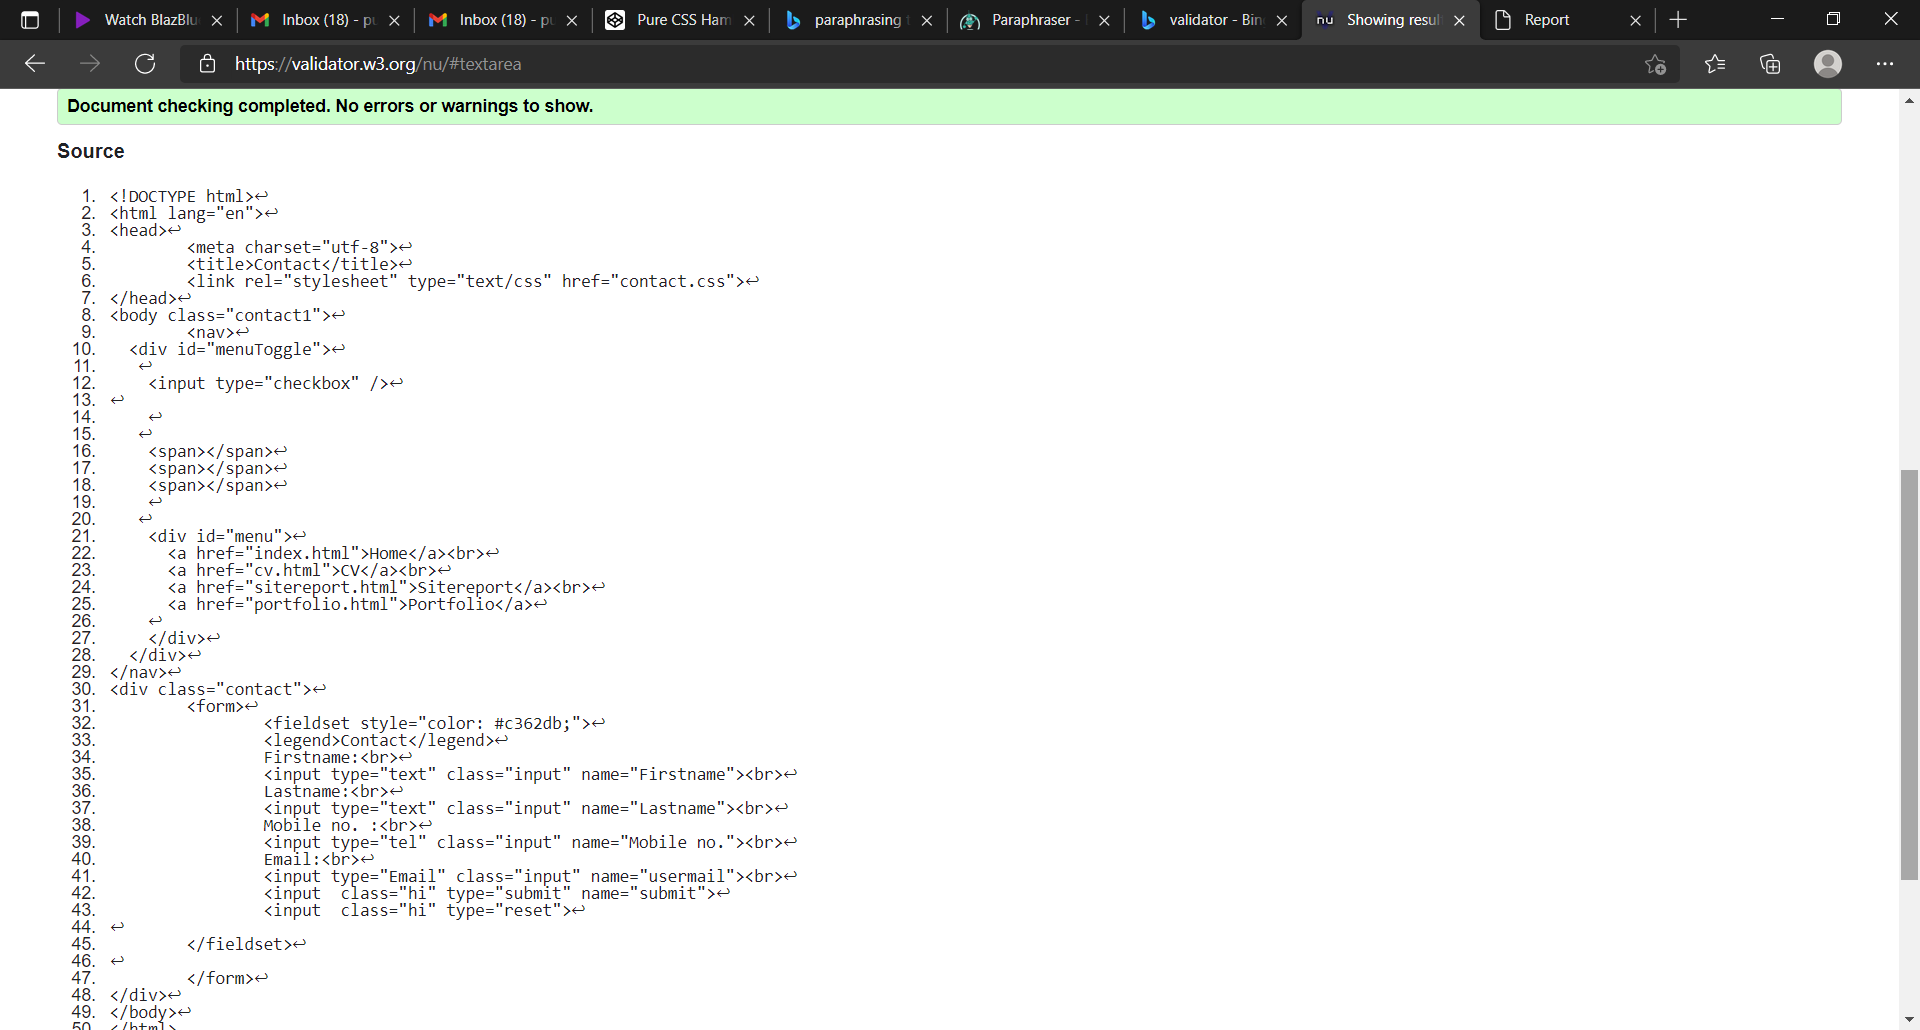 Watch BlazBlu
Inbox (18) - pu
Inbox (18) - pu
Pure CSS Ham
paraphrasing t
Paraphraser -
validator - Bing
nu Showing resul
Report
https://validator.w3.org/nu/#textarea
Document checking completed. No errors or warnings to show.
Source
1. <!DOCTYPE html>↩
2. <html lang="en">↩
3. <head>↩
4. <meta charset="utf-8">↩
5. <title>Contact</title>↩
6. <link rel="stylesheet" type="text/css" href="contact.css">↩
7. </head>↩
8. <body class="contact1">↩
9. <nav>↩
10. <div id="menuToggle">↩
11. ↩
12. <input type="checkbox" />↩
13. ↩
14. ↩
15. ↩
16. <span></span>↩
17. <span></span>↩
18. <span></span>↩
19. ↩
20. ↩
21. <div id="menu">↩
22. <a href="index.html">Home</a><br>↩
23. <a href="cv.html">CV</a><br>↩
24. <a href="sitereport.html">Sitereport</a><br>↩
25. <a href="portfolio.html">Portfolio</a>↩
26. ↩
27. </div>↩
28. </div>↩
29. </nav>↩
30. <div class="contact">↩
31. <form>↩
32. <fieldset style="color: #c362db;">↩
33. <legend>Contact</legend>↩
34. Firstname:<br>↩
35. <input type="text" class="input" name="Firstname"><br>↩
36. Lastname:<br>↩
37. <input type="text" class="input" name="Lastname"><br>↩
38. Mobile no. :<br>↩
39. <input type="tel" class="input" name="Mobile no."><br>↩
40. Email:<br>↩
41. <input type="Email" class="input" name="usermail"><br>↩
42. <input  class="hi" type="submit" name="submit">↩
43. <input  class="hi" type="reset">↩
44. ↩
45. </fieldset>↩
46. ↩
47. </form>↩
48. </div>↩
49. </body>↩
50. </html>